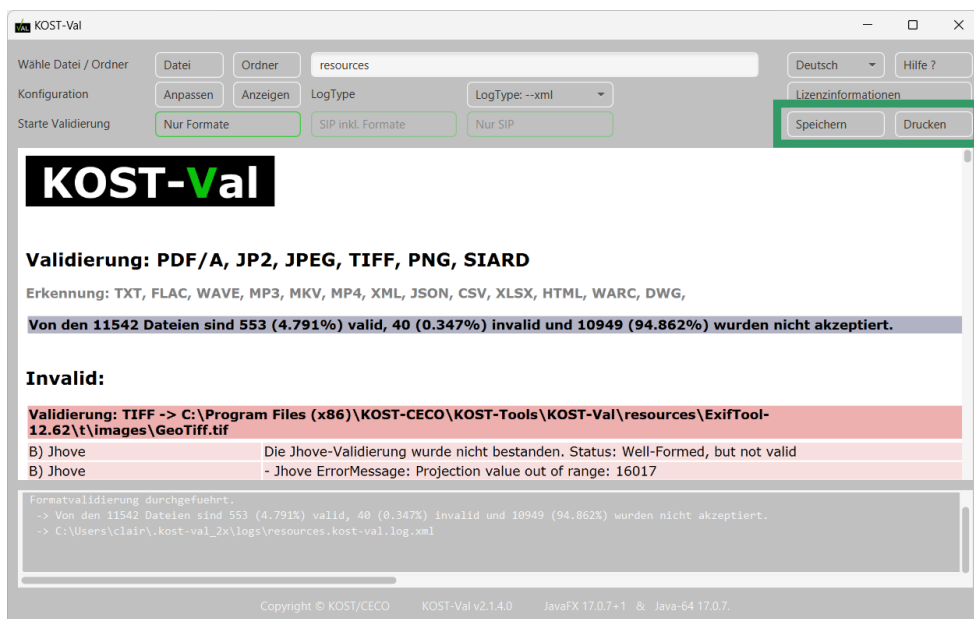 KOST-Val
Wähle Datei / Ordner Datei Ordner resources Deutsch Hilfe ?
Konfiguration Anpassen Anzeigen LogType LogType: --xml Lizenzinformationen
Starte Validierung Nur Formate SIP inkl. Formate Nur SIP Speichern Drucken
KOST-Val
Validierung: PDF/A, JP2, JPEG, TIFF, PNG, SIARD
Erkennung: TXT, FLAC, WAVE, MP3, MKV, MP4, XML, JSON, CSV, XLSX, HTML, WARC, DWG,
Von den 11542 Dateien sind 553 (4.791%) valid, 40 (0.347%) invalid und 10949 (94.862%) wurden nicht akzeptiert.
Invalid:
Validierung: TIFF -> C:\Program Files (x86)\KOST-CECO\KOST-Tools\KOST-Val\resources\ExifTool-
12.62\t\images\GeoTiff.tif
B) Jhove Die Jhove-Validierung wurde nicht bestanden. Status: Well-Formed, but not valid
B) Jhove - Jhove ErrorMessage: Projection value out of range: 16017
Formatvalidierung durchgefuehrt.
-> Von den 11542 Dateien sind 553 (4.791%) valid, 40 (0.347%) invalid und 10949 (94.862%) wurden nicht akzeptiert.
-> C:\Users\clair\.kost-val_2x\logs\resources.kost-val.log.xml
Copyright © KOST/CECO KOST-Val v2.1.4.0 JavaFX 17.0.7+1 & Java-64 17.0.7.